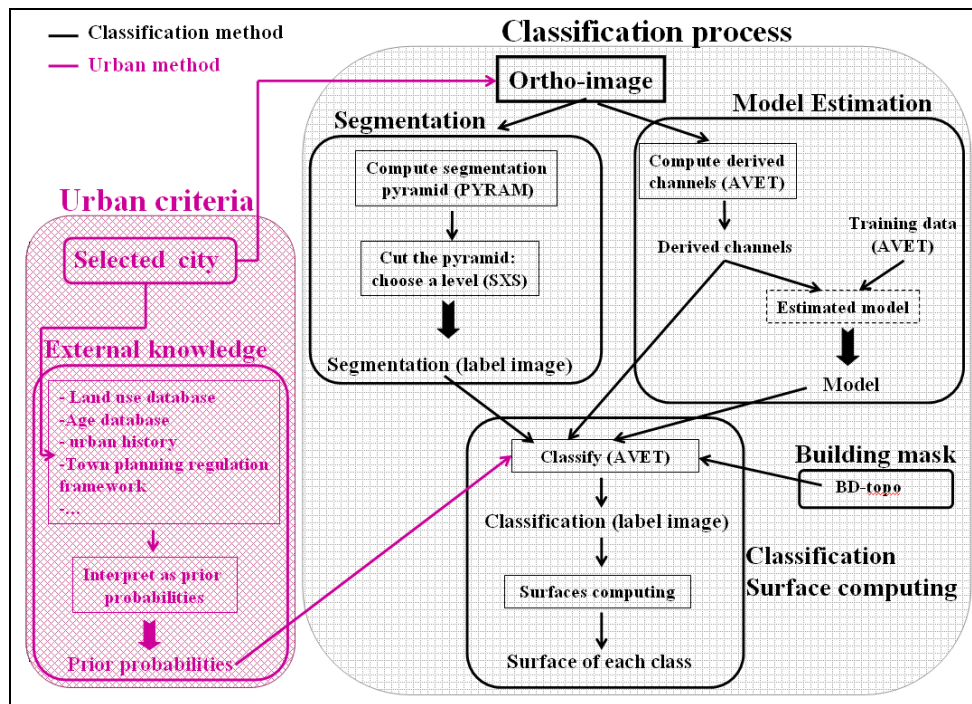 Classification method
Urban method
Classification process
Ortho-image
Segmentation
Compute segmentation
pyramid (PYRAM)
Cut the pyramid:
choose a level (SXS)
Segmentation (label image)
Model Estimation
Compute derived
channels (AVET)
Derived channels
Training data
(AVET)
Estimated model
Model
Urban criteria
Selected city
External knowledge
- Land use database
-Age database
- urban history
-Town planning regulation
framework
-...
Interpret as prior
probabilities
Prior probabilities
Classify (AVET)
Classification (label image)
Surfaces computing
Surface of each class
Building mask
BD-topo
Classification
Surface computing